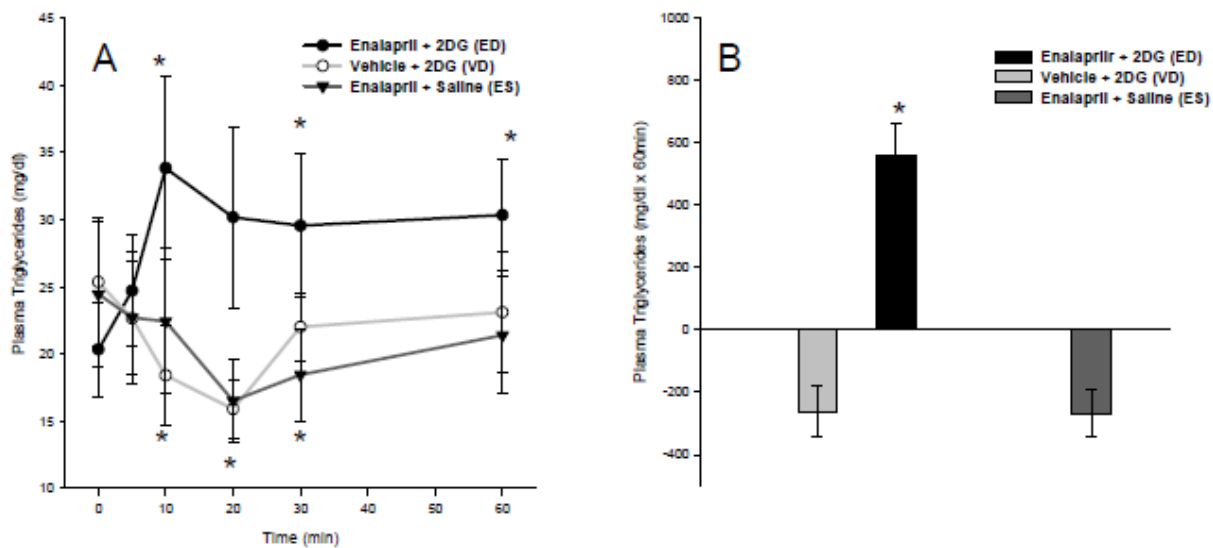 A
Enalapril + 2DG (ED)
Vehicle + 2DG (VD)
Enalapril + Saline (ES)
*
*
*
*
*
*
45
40
35
30
25
20
15
10
Plasma Triglycerides (mg/dl)
0 10 20 30 40 50 60
Time (min)
B
Enalaprilr + 2DG (ED)
Vehicle + 2DG (VD)
Enalapril + Saline (ES)
*
1000
800
600
400
200
0
-200
-400
Plasma Triglycerides (mg/dl x 60min)